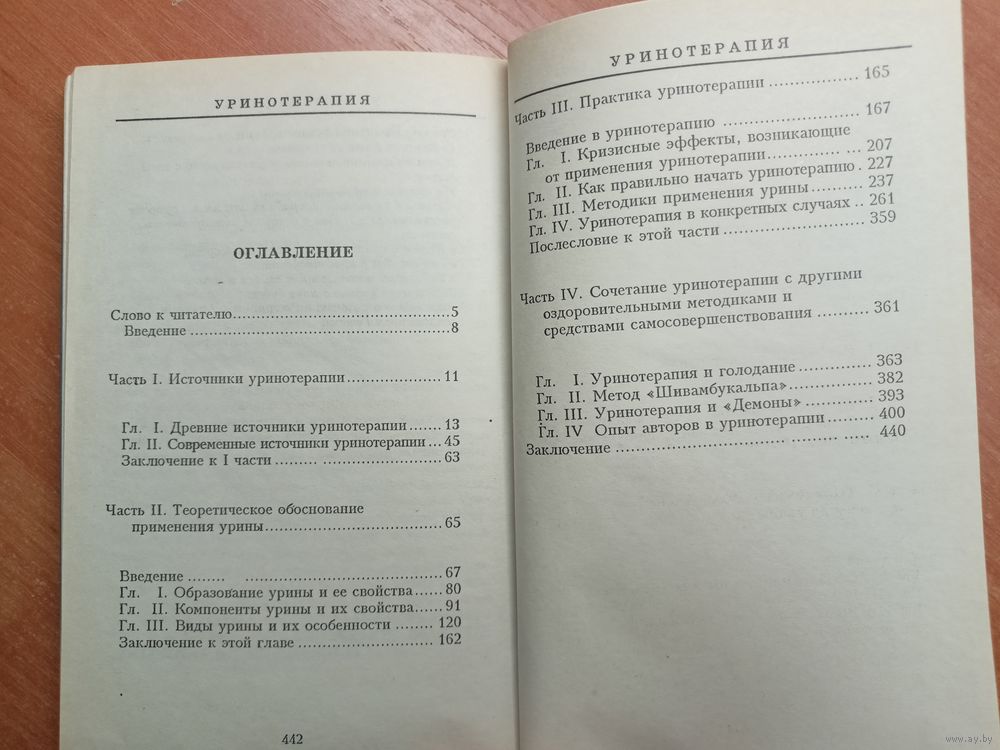 УРИНОТЕРАПИЯ
ОГЛАВЛЕНИЕ
Слово к читателю.................................... 5
Введение ............................................ 8
Часть I. Источники уринотерапии ................ 11
Гл. I. Древние источники уринотерапии ...... 13
Гл. II. Современные источники уринотерапии ... 45
Заключение к I части ........ ...................... 63
Часть II. Теоретическое обоснование
применения урины .................................. 65
Введение ........ ................................. 67
Гл. I. Образование урины и ее свойства ....... 80
Гл. II. Компоненты урины и их свойства ...... 91
Гл. III. Виды урины и их особенности ........ 120
Заключение к этой главе ........................ 162
442
УРИНОТЕРАПИЯ
Часть III. Практика уринотерапии ................. 165
Введение в уринотерапию ........................ 167
Гл. I. Кризисные эффекты, возникающие
от применения уринотерапии .............. ... 207
Гл. II. Как правильно начать уринотерапию . 227
Гл. III. Методики применения урины .......... 237
Гл. IV. Уринотерапия в конкретных случаях .. 261
Послесловие к этой части ........................ 359
Часть IV. Сочетание уринотерапии с другими
оздоровительными методиками и
средствами самосовершенствования .......... 361
Гл. I. Уринотерапия и голодание .............. 363
Гл. II. Метод «Шивамбукальпа» ................ 382
Гл. III. Уринотерапия и «Демоны» ............. 393
Гл. IV Опыт авторов в уринотерапии .......... 400
Заключение ........................ ...... ..... 440
www.ay.by